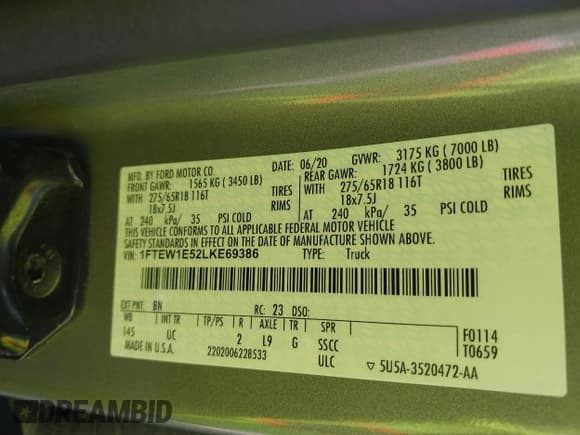 MFD. BY FORD MOTOR CO. DATE: 06/20 GVWR: 3175 KG ( 7000 LB)
FRONT GAWR: 1565 KG ( 3450 LB) REAR GAWR: 1724 KG ( 3800 LB)
WITH 275/65R18 116T TIRES WITH 275/65R18 116T TIRES
18x7.5J RIMS 18x7.5J RIMS
AT 240 kPa/ 35 PSI COLD AT 240 kPa/ 35 PSI COLD
THIS VEHICLE CONFORMS TO ALL APPLICABLE FEDERAL MOTOR VEHICLE
SAFETY STANDARDS IN EFFECT ON THE DATE OF MANUFACTURE SHOWN ABOVE.
VIN: 1FTEW1E52LKE69386 TYPE: Truck
EXT PNT: BN RC: 23 DSO:
WB INT TR TP/PS R AXLE TR SPR F0114
145 UC 2 L9 G SSCC T0659
MADE IN U.S.A. 2202006228533 ULC ▽ 5U5A-3520472-AA
DREAMBID